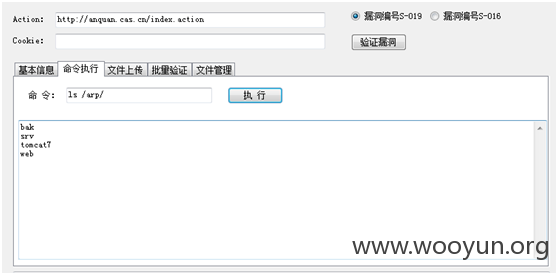 Action: http://anquan.cas.cn/index.action 漏洞编号S-019 漏洞编号S-016
Cookie: 验证漏洞
基本信息 命令执行 文件上传 批量验证 文件管理
命 令: ls /arp/ 执 行
bak
srv
tomcat7
web
www.wooyun.org